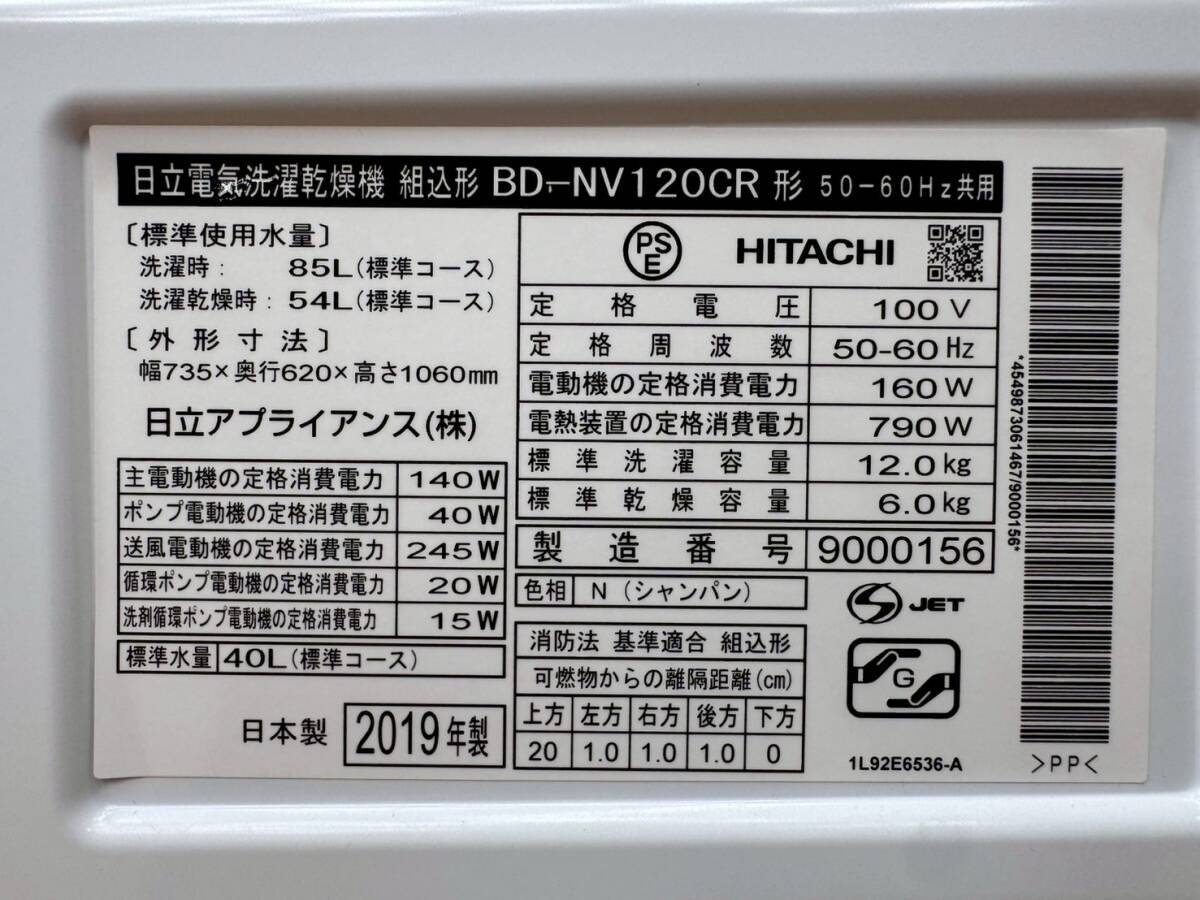 日立電気洗濯乾燥機 組込形 BD-NV120CR 形 50-60Hz共用
〔標準使用水量〕
洗濯時: 85L(標準コース)
洗濯乾燥時: 54L(標準コース)
〔外形寸法〕
幅735×奥行620×高さ1060mm
日立アプライアンス(株)
主電動機の定格消費電力 140W
ポンプ電動機の定格消費電力 40W
送風電動機の定格消費電力 245W
循環ポンプ電動機の定格消費電力 20W
洗剤循環ポンプ電動機の定格消費電力 15W
標準水量 40L(標準コース)
日本製 2019年製
PS E HITACHI
定格電圧 100V
定格周波数 50-60Hz
電動機の定格消費電力 160W
電熱装置の定格消費電力 790W
標準洗濯容量 12.0kg
標準乾燥容量 6.0kg
製造番号 9000156
色相 N(シャンパン)
消防法 基準適合 組込形
可燃物からの離隔距離(cm)
上方 左方 右方 後方 下方
20 1.0 1.0 1.0 0
S JET
G
1L92E6536-A
*4549873061467/9000156*
>PP<